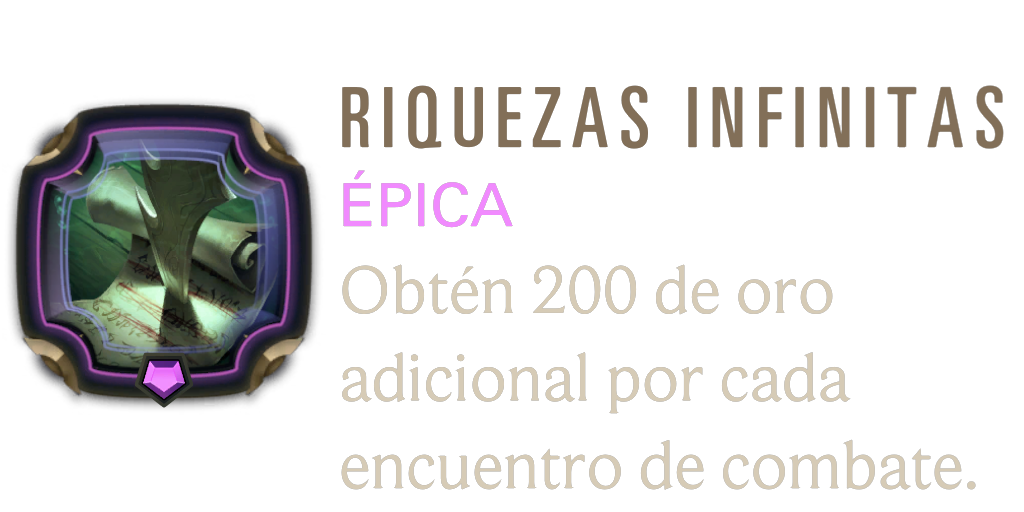 RIQUEZAS INFINITAS
ÉPICA
Obtén 200 de oro
adicional por cada
encuentro de combate.